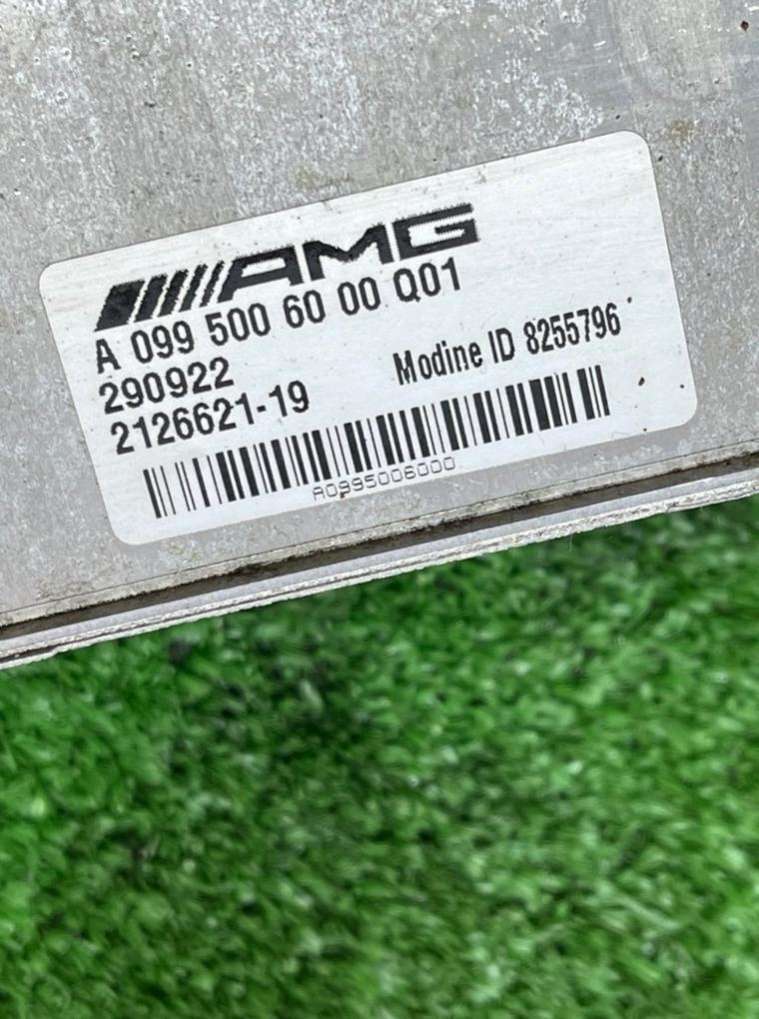 AMG
A 099 500 60 00 Q01
290922
2126621-19 Modine ID 8255796
A0995006000